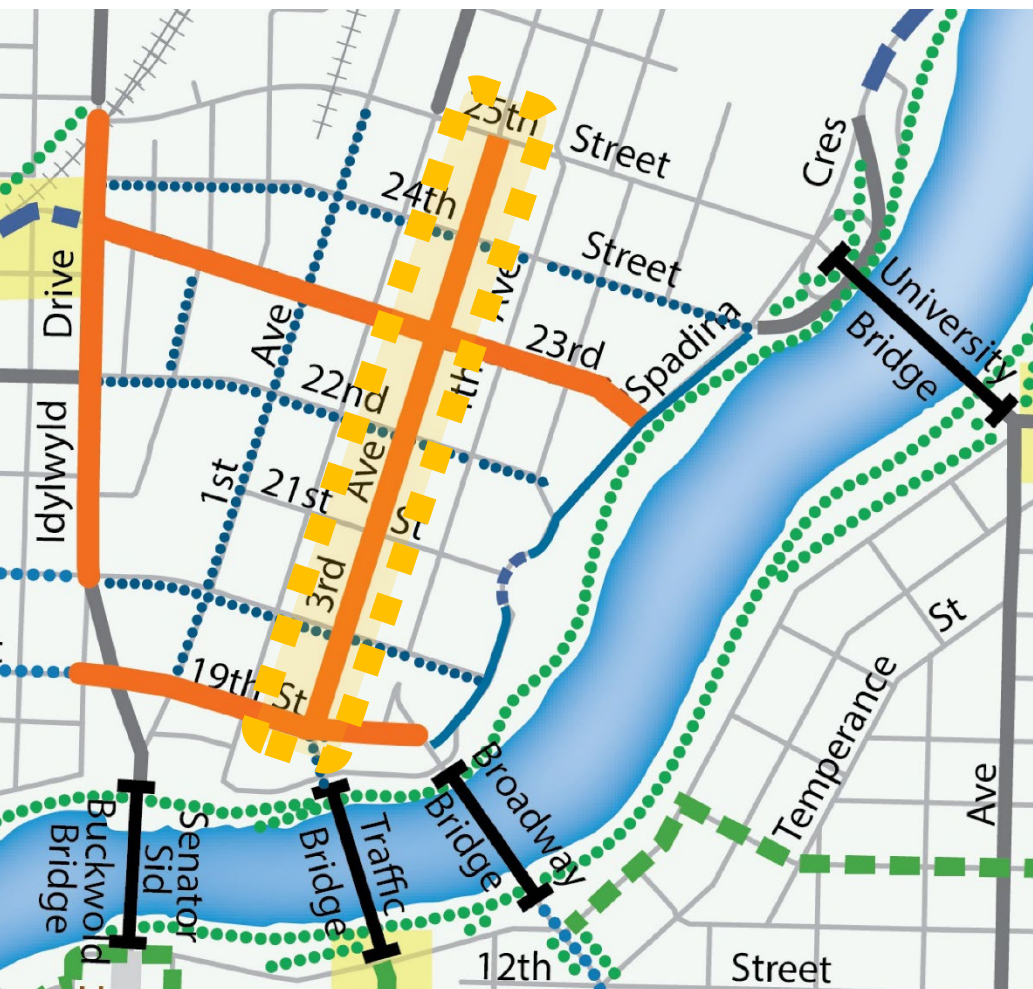 25th
Street
Cres
24th
Street
Drive
Ave
Ave
23rd
Spadina
University
Bridge
22nd
Ave
Idylwyld
1st
21st
St
3rd
19th St
St
Temperance
Ave
Senator
Sid
Buckwold
Bridge
Traffic
Bridge
Broadway
Bridge
12th
Street